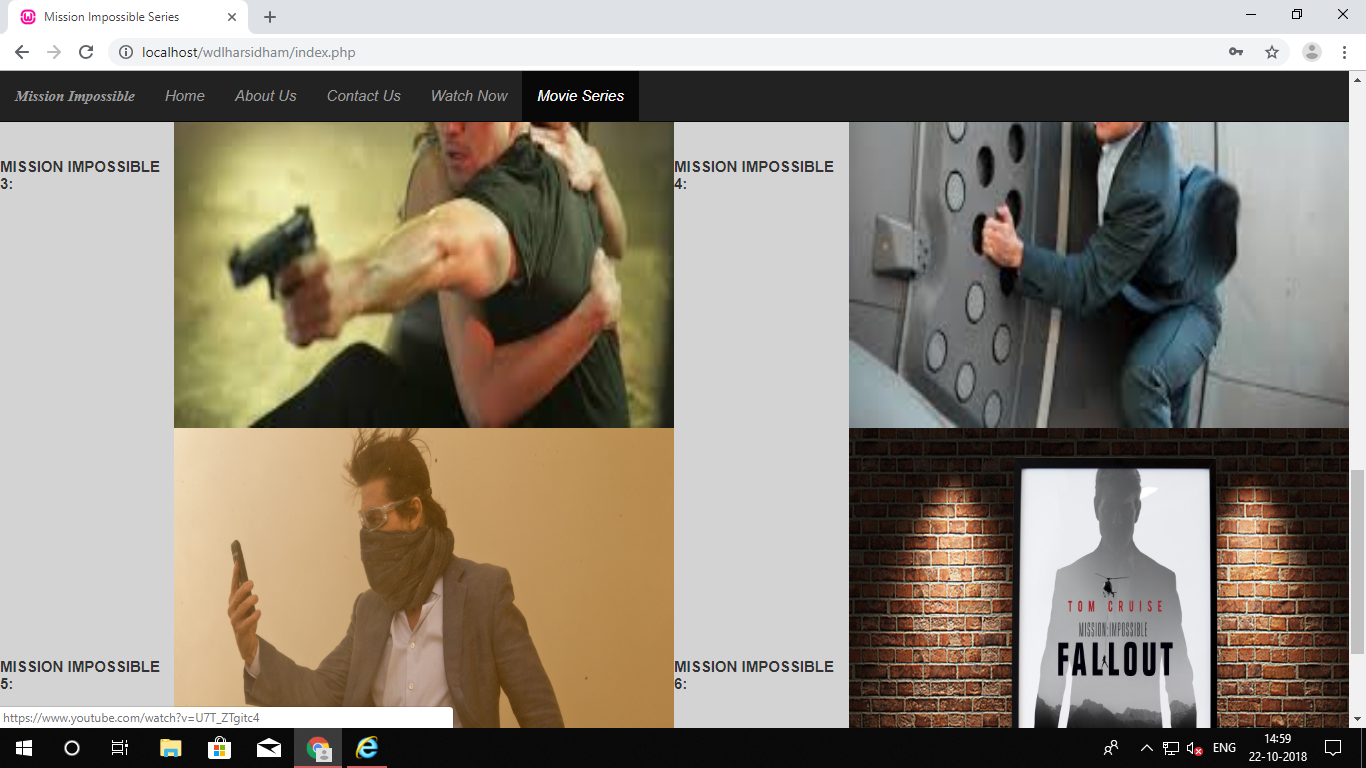 Mission Impossible Series
localhost/wdlharsidham/index.php
Mission Impossible Home About Us Contact Us Watch Now Movie Series
MISSION IMPOSSIBLE
3:
MISSION IMPOSSIBLE
4:
MISSION IMPOSSIBLE
5:
MISSION IMPOSSIBLE
6:
TOM CRUISE
MISSION:IMPOSSIBLE
FALLOUT
https://www.youtube.com/watch?v=U7T_ZTgitc4
ENG
14:59
22-10-2018